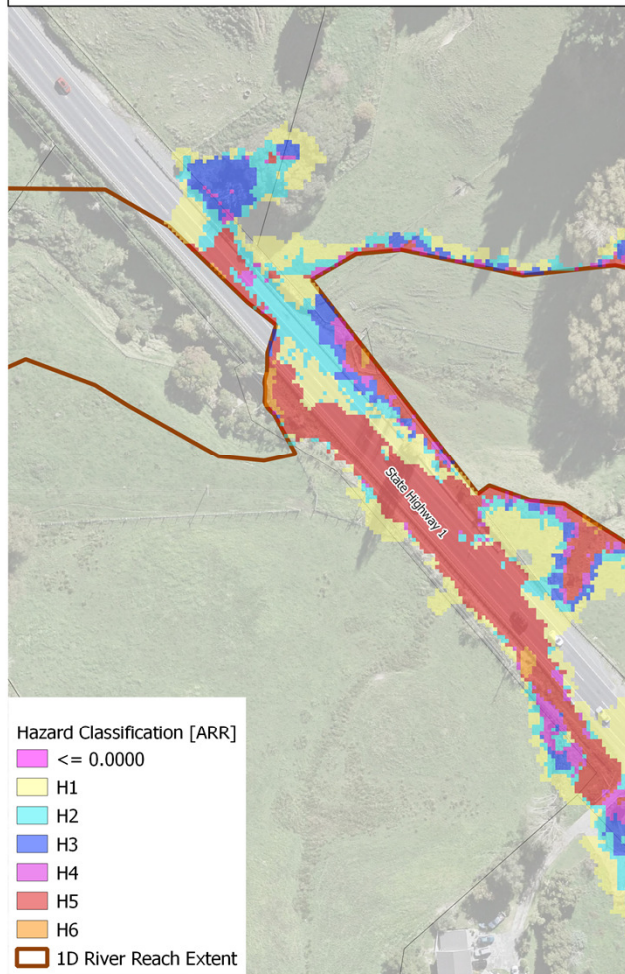 State Highway 1
Hazard Classification [ARR]
<= 0.0000
H1
H2
H3
H4
H5
H6
1D River Reach Extent